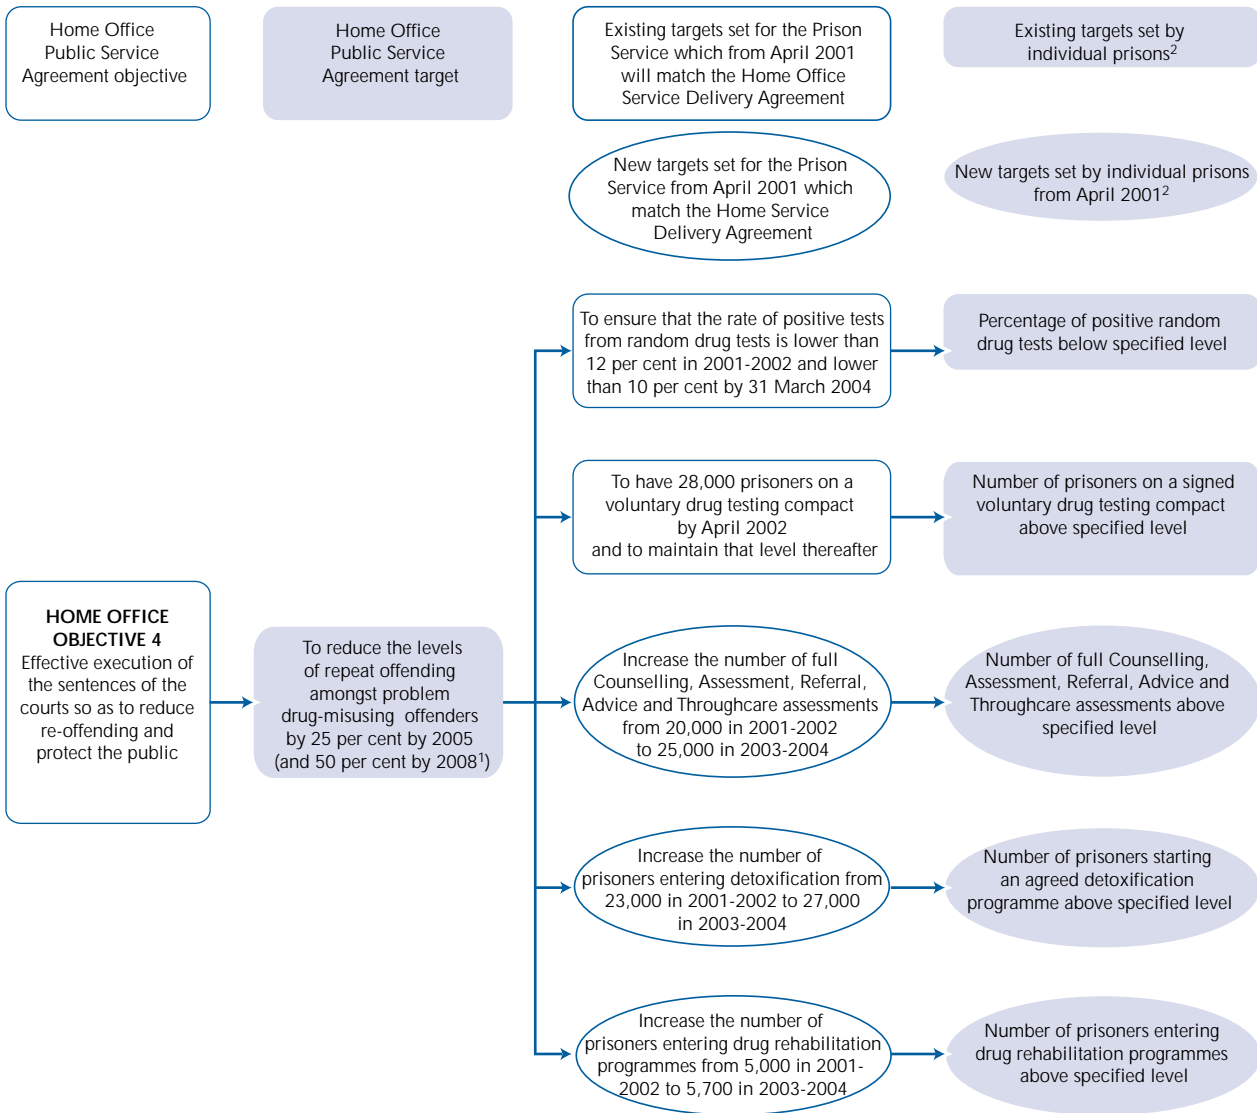 Home Office
Public Service
Agreement objective
Home Office
Public Service
Agreement target
Existing targets set for the Prison
Service which from April 2001
will match the Home Office
Service Delivery Agreement
Existing targets set by
individual prisons²
New targets set for the Prison
Service from April 2001 which
match the Home Service
Delivery Agreement
New targets set by individual prisons
from April 2001²
HOME OFFICE
OBJECTIVE 4
Effective execution of
the sentences of the
courts so as to reduce
re-offending and
protect the public
To reduce the levels
of repeat offending
amongst problem
drug-misusing offenders
by 25 per cent by 2005
(and 50 per cent by 2008¹)
To ensure that the rate of positive tests
from random drug tests is lower than
12 per cent in 2001-2002 and lower
than 10 per cent by 31 March 2004
Percentage of positive random
drug tests below specified level
To have 28,000 prisoners on a
voluntary drug testing compact
by April 2002
and to maintain that level thereafter
Number of prisoners on a signed
voluntary drug testing compact
above specified level
Increase the number of full
Counselling, Assessment, Referral,
Advice and Throughcare assessments
from 20,000 in 2001-2002
to 25,000 in 2003-2004
Number of full Counselling,
Assessment, Referral, Advice and
Throughcare assessments above
specified level
Increase the number of
prisoners entering detoxification from
23,000 in 2001-2002 to 27,000
in 2003-2004
Number of prisoners starting
an agreed detoxification
programme above specified level
Increase the number of
prisoners entering drug rehabilitation
programmes from 5,000 in 2001-
2002 to 5,700 in 2003-2004
Number of prisoners entering
drug rehabilitation programmes
above specified level